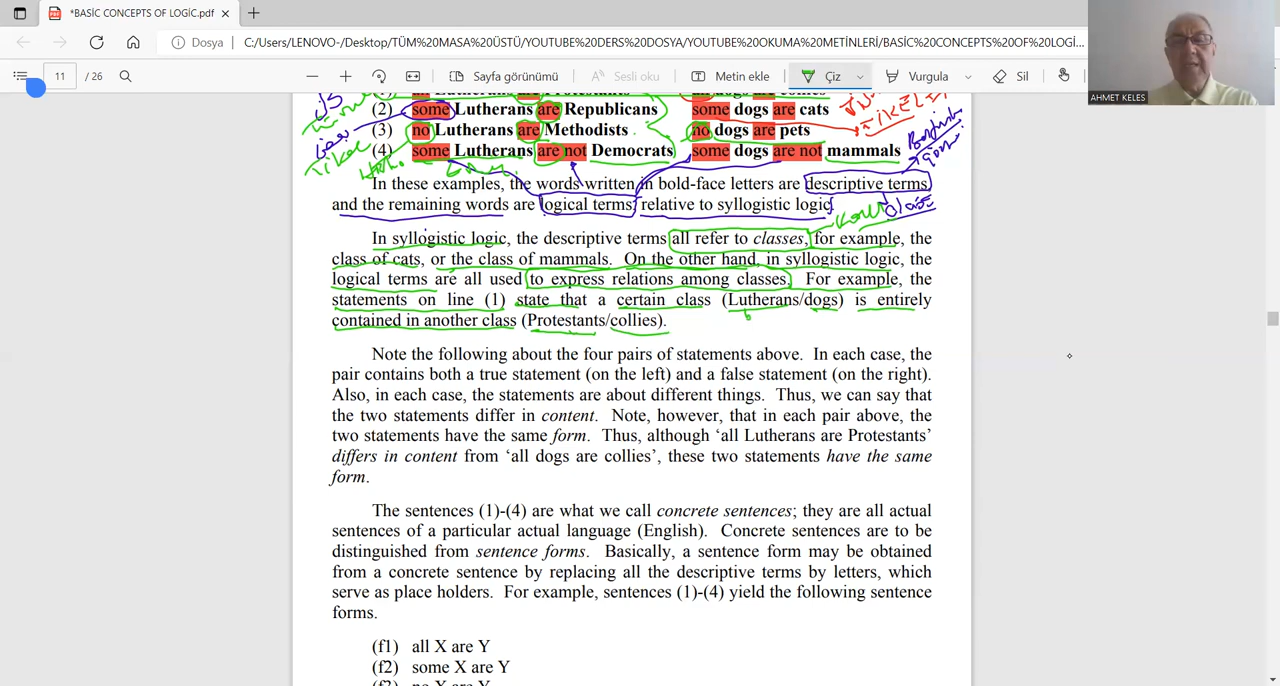 *BASİC CONCEPTS OF LOGİC.pdf
Dosya C:/Users/LENOVO-/Desktop/TÜM%20MASA%20ÜSTÜ/YOUTUBE%20DERS%20DOSYA/YOUTUBE%20OKUMA%20METİNLERİ/BASİC%20CONCEPTS%20OF%20LOGİ...
11 / 26 Sayfa görünümü Sesli oku Metin ekle Çiz Vurgula Sil
AHMET KELES
(2) some Lutherans are Republicans some dogs are cats
(3) no Lutherans are Methodists no dogs are pets
(4) some Lutherans are not Democrats some dogs are not mammals
In these examples, the words written in bold-face letters are descriptive terms,
and the remaining words are logical terms, relative to syllogistic logic.
class
In syllogistic logic, the descriptive terms all refer to classes, for example, the
class of cats, or the class of mammals. On the other hand, in syllogistic logic, the
logical terms are all used to express relations among classes. For example, the
statements on line (1) state that a certain class (Lutherans/dogs) is entirely
contained in another class (Protestants/collies).
Note the following about the four pairs of statements above. In each case, the
pair contains both a true statement (on the left) and a false statement (on the right).
Also, in each case, the statements are about different things. Thus, we can say that
the two statements differ in content. Note, however, that in each pair above, the
two statements have the same form. Thus, although ‘all Lutherans are Protestants’
differs in content from ‘all dogs are collies’, these two statements have the same
form.
The sentences (1)-(4) are what we call concrete sentences; they are all actual
sentences of a particular actual language (English). Concrete sentences are to be
distinguished from sentence forms. Basically, a sentence form may be obtained
from a concrete sentence by replacing all the descriptive terms by letters, which
serve as place holders. For example, sentences (1)-(4) yield the following sentence
forms.
(f1) all X are Y
(f2) some X are Y